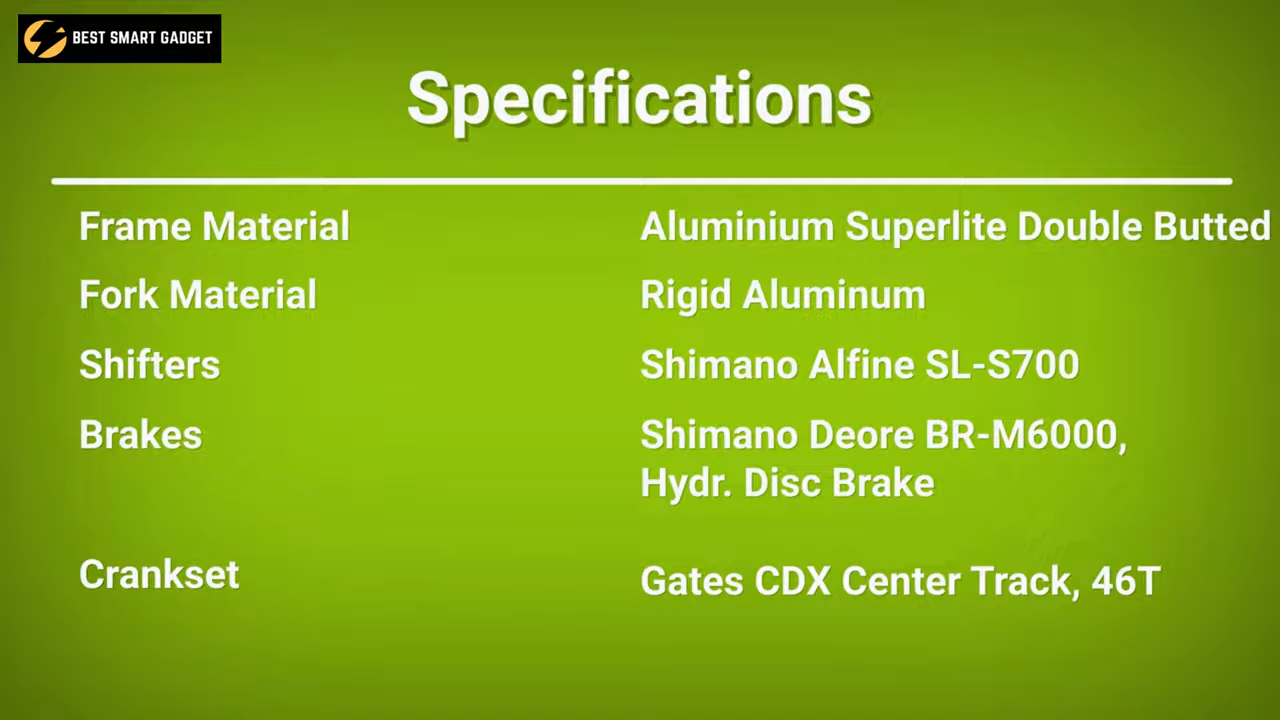 BEST SMART GADGET
Specifications
Frame Material
Aluminium Superlite Double Butted
Fork Material
Rigid Aluminum
Shifters
Shimano Alfine SL-S700
Brakes
Shimano Deore BR-M6000,
Hydr. Disc Brake
Crankset
Gates CDX Center Track, 46T